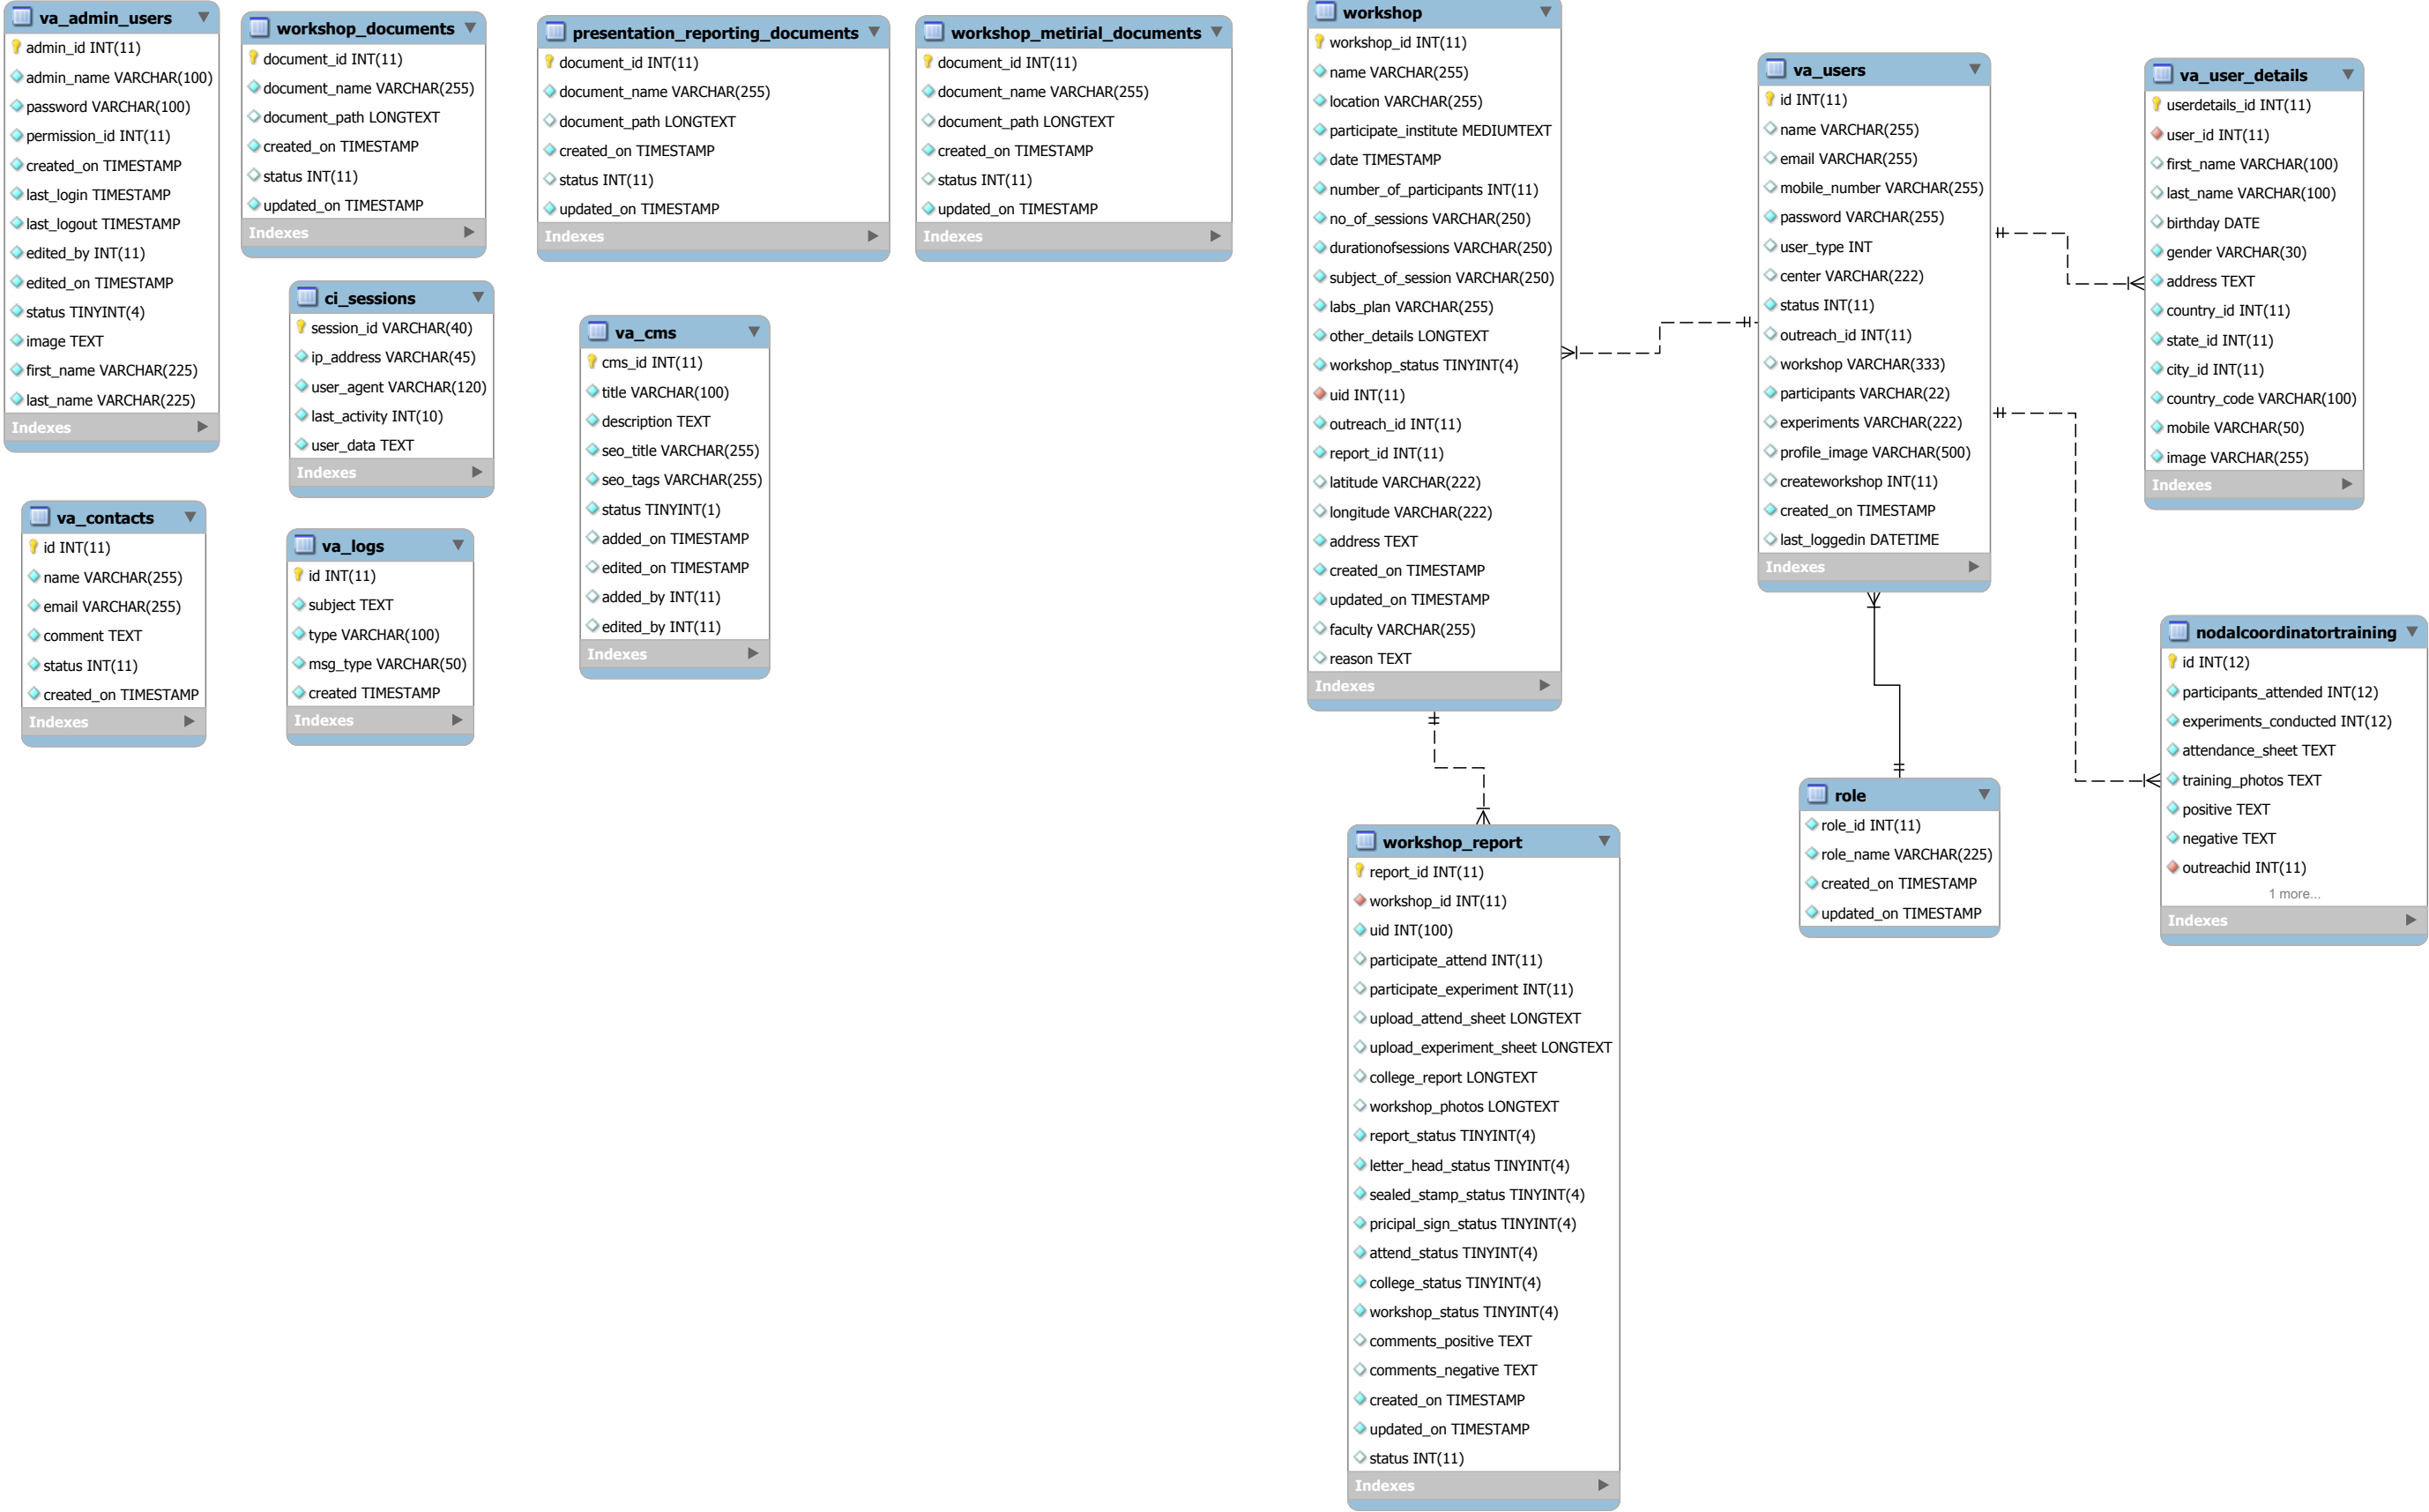 va_admin_users
admin_id INT(11)
admin_name VARCHAR(100)
password VARCHAR(100)
permission_id INT(11)
created_on TIMESTAMP
last_login TIMESTAMP
last_logout TIMESTAMP
edited_by INT(11)
edited_on TIMESTAMP
status TINYINT(4)
image TEXT
first_name VARCHAR(225)
last_name VARCHAR(225)
Indexes
workshop_documents
document_id INT(11)
document_name VARCHAR(255)
document_path LONGTEXT
created_on TIMESTAMP
status INT(11)
updated_on TIMESTAMP
Indexes
presentation_reporting_documents
document_id INT(11)
document_name VARCHAR(255)
document_path LONGTEXT
created_on TIMESTAMP
status INT(11)
updated_on TIMESTAMP
Indexes
workshop_metirial_documents
document_id INT(11)
document_name VARCHAR(255)
document_path LONGTEXT
created_on TIMESTAMP
status INT(11)
updated_on TIMESTAMP
Indexes
ci_sessions
session_id VARCHAR(40)
ip_address VARCHAR(45)
user_agent VARCHAR(120)
last_activity INT(10)
user_data TEXT
Indexes
va_cms
cms_id INT(11)
title VARCHAR(100)
description TEXT
seo_title VARCHAR(255)
seo_tags VARCHAR(255)
status TINYINT(1)
added_on TIMESTAMP
edited_on TIMESTAMP
added_by INT(11)
edited_by INT(11)
Indexes
va_contacts
id INT(11)
name VARCHAR(255)
email VARCHAR(255)
comment TEXT
status INT(11)
created_on TIMESTAMP
Indexes
va_logs
id INT(11)
subject TEXT
type VARCHAR(100)
msg_type VARCHAR(50)
created TIMESTAMP
Indexes
workshop
workshop_id INT(11)
name VARCHAR(255)
location VARCHAR(255)
participate_institute MEDIUMTEXT
date TIMESTAMP
number_of_participants INT(11)
no_of_sessions VARCHAR(250)
durationofsessions VARCHAR(250)
subject_of_session VARCHAR(250)
labs_plan VARCHAR(255)
other_details LONGTEXT
workshop_status TINYINT(4)
uid INT(11)
outreach_id INT(11)
report_id INT(11)
latitude VARCHAR(222)
longitude VARCHAR(222)
address TEXT
created_on TIMESTAMP
updated_on TIMESTAMP
faculty VARCHAR(255)
reason TEXT
Indexes
va_users
id INT(11)
name VARCHAR(255)
email VARCHAR(255)
mobile_number VARCHAR(255)
password VARCHAR(255)
user_type INT
center VARCHAR(222)
status INT(11)
outreach_id INT(11)
workshop VARCHAR(333)
participants VARCHAR(22)
experiments VARCHAR(222)
profile_image VARCHAR(500)
createworkshop INT(11)
created_on TIMESTAMP
last_loggedin DATETIME
Indexes
va_user_details
userdetails_id INT(11)
user_id INT(11)
first_name VARCHAR(100)
last_name VARCHAR(100)
birthday DATE
gender VARCHAR(30)
address TEXT
country_id INT(11)
state_id INT(11)
city_id INT(11)
country_code VARCHAR(100)
mobile VARCHAR(50)
image VARCHAR(255)
Indexes
nodalcoordinatortraining
id INT(12)
participants_attended INT(12)
experiments_conducted INT(12)
attendance_sheet TEXT
training_photos TEXT
positive TEXT
negative TEXT
outreachid INT(11)
1 more...
Indexes
role
role_id INT(11)
role_name VARCHAR(225)
created_on TIMESTAMP
updated_on TIMESTAMP
workshop_report
report_id INT(11)
workshop_id INT(11)
uid INT(100)
participate_attend INT(11)
participate_experiment INT(11)
upload_attend_sheet LONGTEXT
upload_experiment_sheet LONGTEXT
college_report LONGTEXT
workshop_photos LONGTEXT
report_status TINYINT(4)
letter_head_status TINYINT(4)
sealed_stamp_status TINYINT(4)
pricipal_sign_status TINYINT(4)
attend_status TINYINT(4)
college_status TINYINT(4)
workshop_status TINYINT(4)
comments_positive TEXT
comments_negative TEXT
created_on TIMESTAMP
updated_on TIMESTAMP
status INT(11)
Indexes